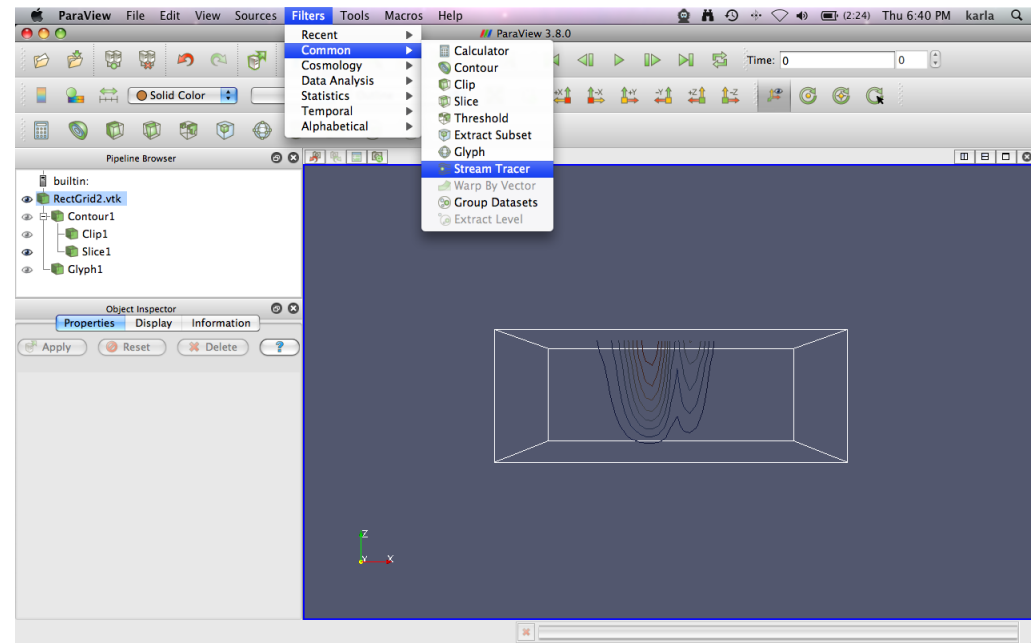 ParaView File Edit View Sources Filters Tools Macros Help (2:24) Thu 6:40 PM karla
ParaView 3.8.0
Recent
Common
Cosmology
Data Analysis
Statistics
Temporal
Alphabetical
Calculator
Contour
Clip
Slice
Threshold
Extract Subset
Glyph
Stream Tracer
Warp By Vector
Group Datasets
Extract Level
Time: 0 0
Solid Color
+X -X +Y -Y +Z -Z
Pipeline Browser
builtin:
RectGrid2.vtk
Contour1
Clip1
Slice1
Glyph1
Object Inspector
Properties Display Information
Apply Reset Delete ?
Z
Y X